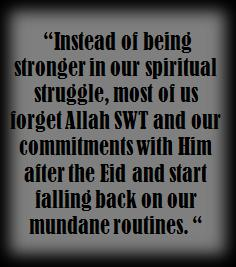 “Instead of being
stronger in our spiritual
struggle, most of us
forget Allah SWT and our
commitments with Him
after the Eid and start
falling back on our
mundane routines. “